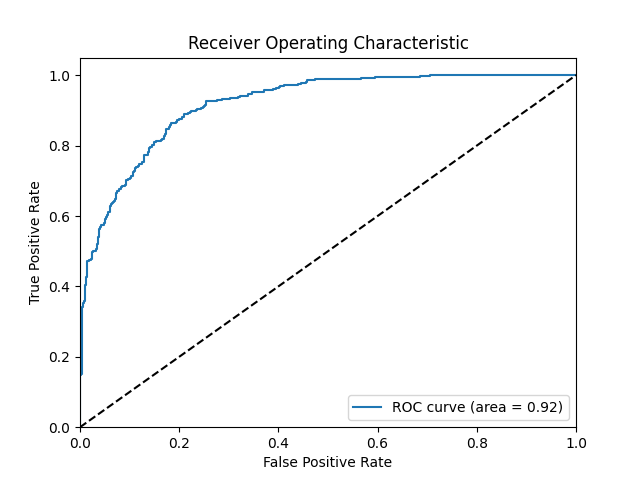 Receiver Operating Characteristic
1.0
0.8
0.6
0.4
0.2
0.0
True Positive Rate
ROC curve (area = 0.92)
0.0 0.2 0.4 0.6 0.8 1.0
False Positive Rate